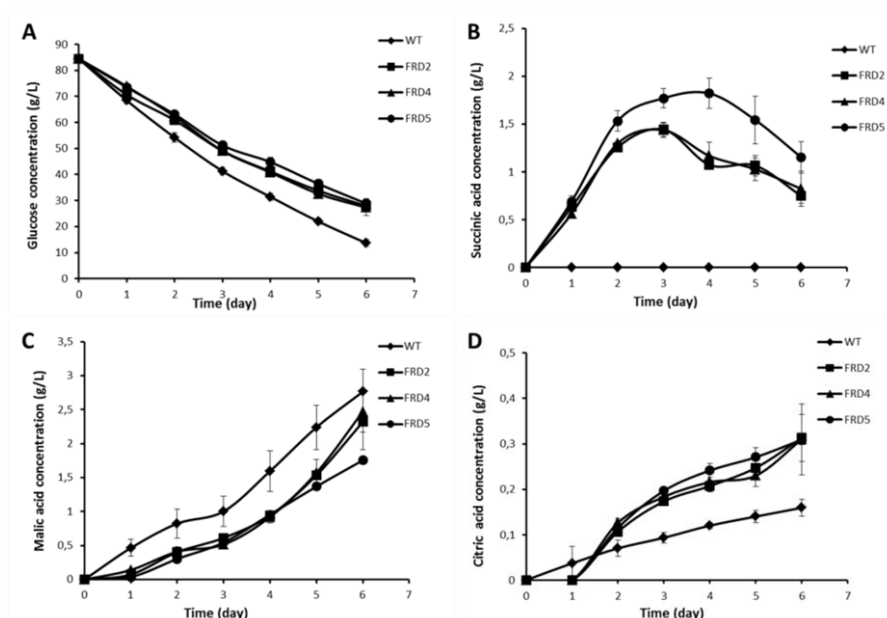 A
Glucose concentration (g/L)
90
80
70
60
50
40
30
20
10
0
0 1 2 3 4 5 6 7
Time (day)
WT
FRD2
FRD4
FRD5
B
Succinic acid concentration (g/L)
2,5
2
1,5
1
0,5
0
0 1 2 3 4 5 6 7
Time (day)
WT
FRD2
FRD4
FRD5
C
Malic acid concentration (g/L)
3,5
3
2,5
2
1,5
1
0,5
0
0 1 2 3 4 5 6 7
Time (day)
WT
FRD2
FRD4
FRD5
D
Citric acid concentration (g/L)
0,5
0,4
0,3
0,2
0,1
0
0 1 2 3 4 5 6 7
Time (day)
WT
FRD2
FRD4
FRD5